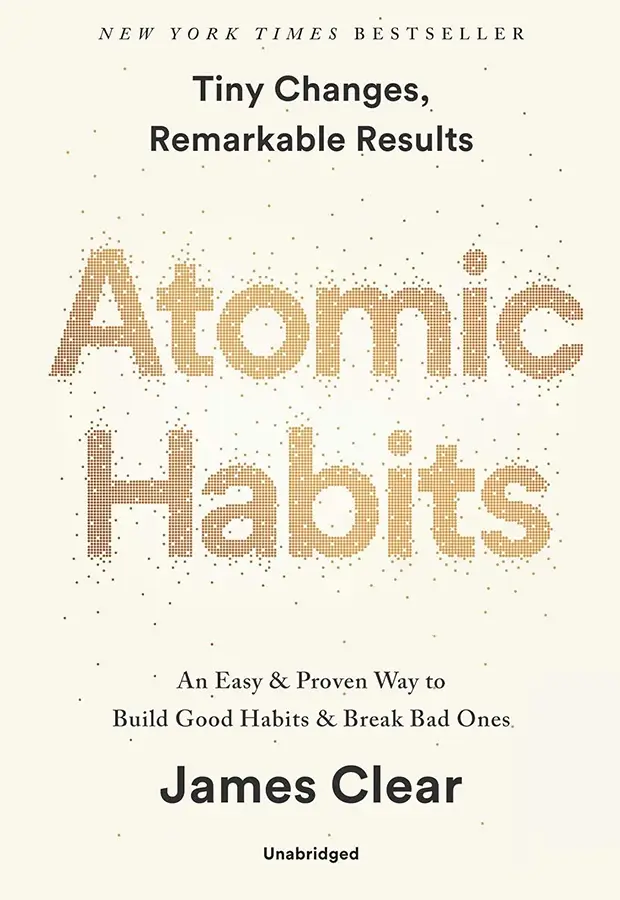 NEW YORK TIMES BESTSELLER
Tiny Changes,
Remarkable Results
Atomic
Habits
An Easy & Proven Way to
Build Good Habits & Break Bad Ones
James Clear
Unabridged